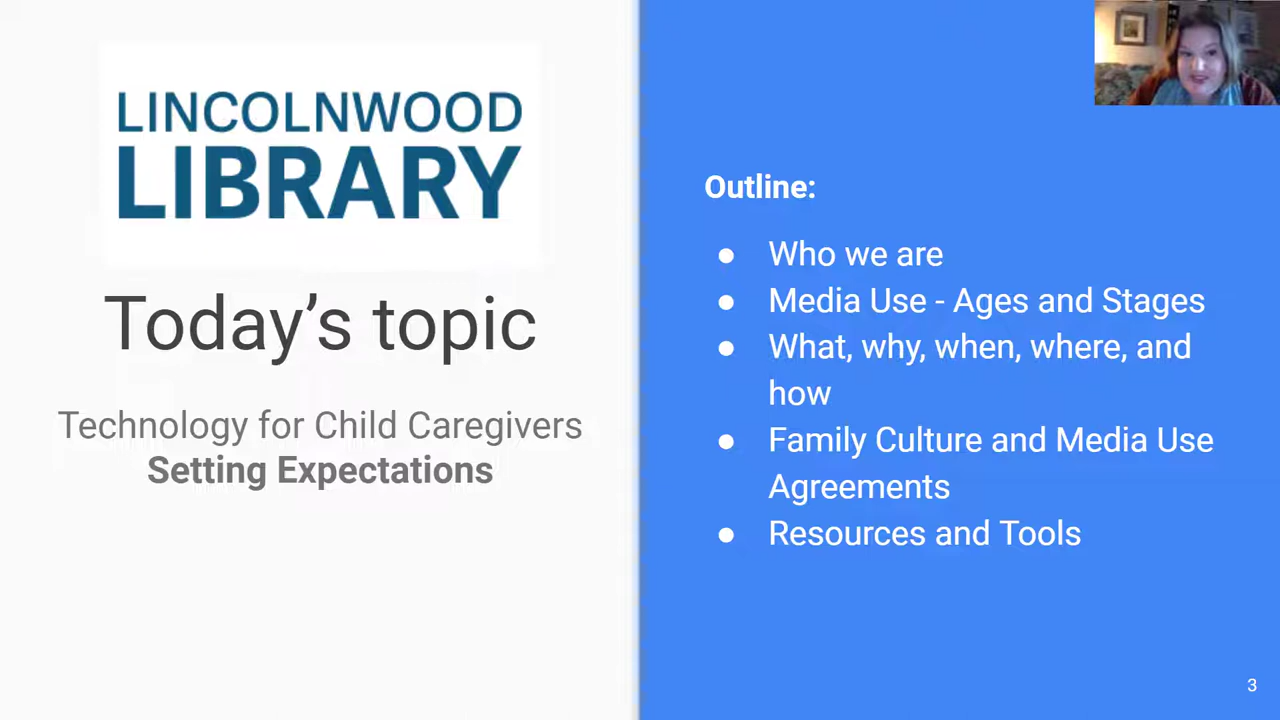 LINCOLNWOOD
LIBRARY
Today's topic
Technology for Child Caregivers
Setting Expectations
Outline:
● Who we are
● Media Use - Ages and Stages
● What, why, when, where, and
how
● Family Culture and Media Use
Agreements
● Resources and Tools
3